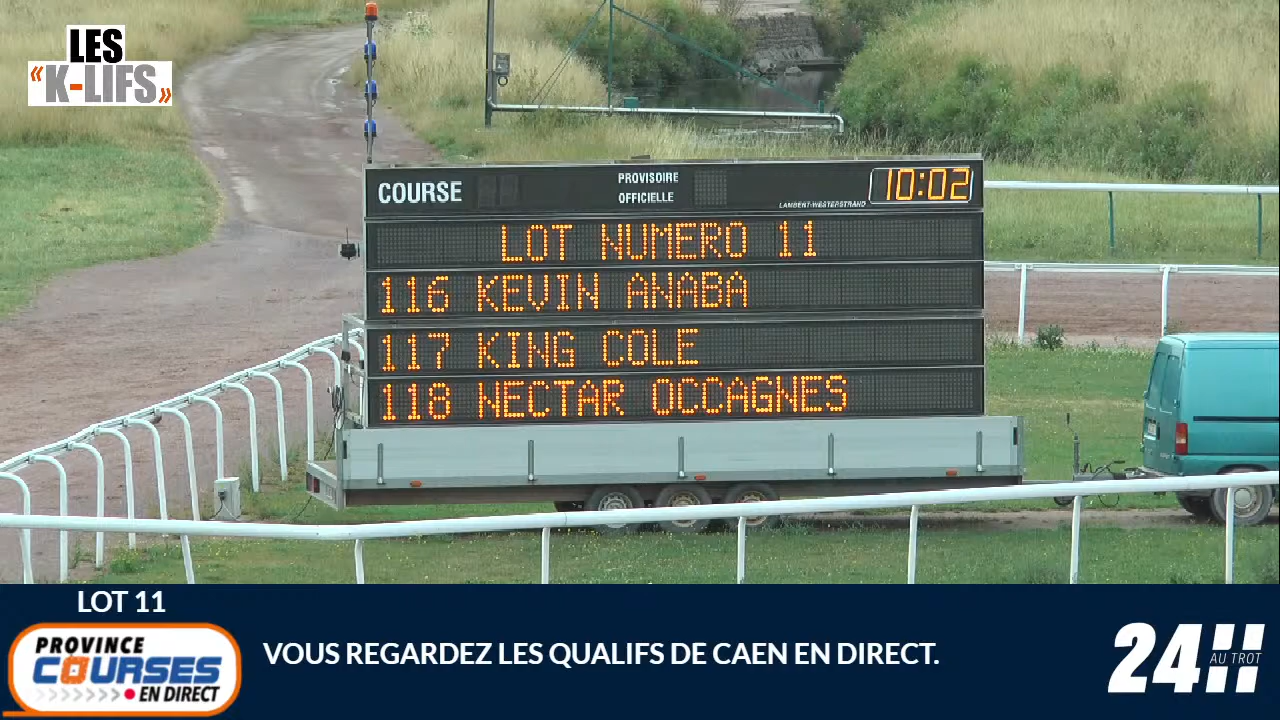 LES
«K-LIFS»
COURSE
PROVISOIRE
OFFICIELLE
LAMBERT-WESTERSTRAND
10:02
LOT NUMERO 11
116 KEVIN ANABA
117 KING COLE
118 NECTAR OCCAGNES
LOT 11
PROVINCE
COURSES
EN DIRECT
VOUS REGARDEZ LES QUALIFS DE CAEN EN DIRECT.
24H
AU TROT